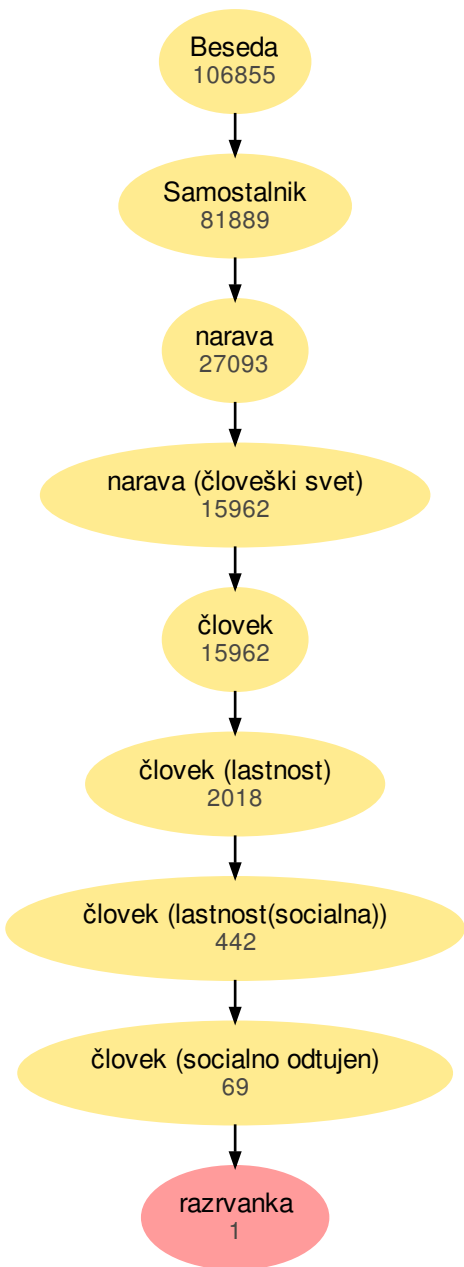 Beseda
106855
Samostalnik
81889
narava
27093
narava (človeški svet)
15962
človek
15962
človek (lastnost)
2018
človek (lastnost(socialna))
442
človek (socialno odtujen)
69
razrvanka
1